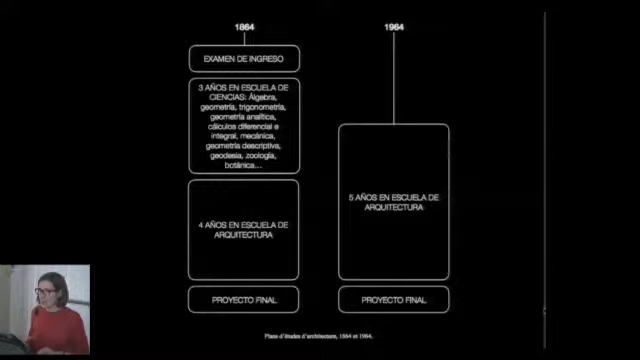 1864
EXAMEN DE INGRESO
3 AÑOS EN ESCUELA DE
CIENCIAS: Álgebra,
geometría, trigonometría,
geometría analítica,
cálculos diferencial e
integral, mecánica,
geometría descriptiva,
geodesia, zoología,
botánica...
4 AÑOS EN ESCUELA DE
ARQUITECTURA
PROYECTO FINAL
1964
5 AÑOS EN ESCUELA DE
ARQUITECTURA
PROYECTO FINAL
Plans d'études d'architecture, 1864 et 1964.